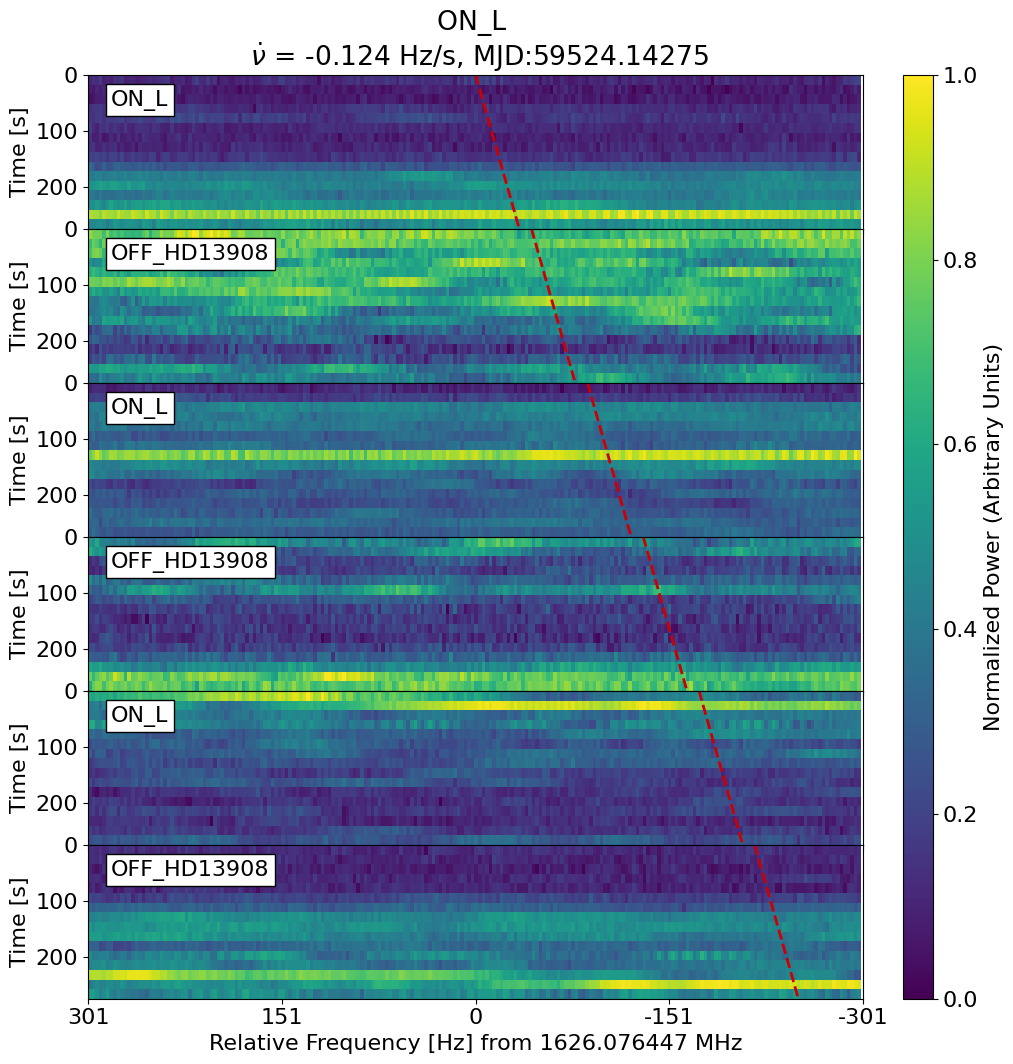 ON_L
ν̇ = -0.124 Hz/s, MJD:59524.14275
0
100
200
Time [s]
ON_L
0
100
200
Time [s]
OFF_HD13908
0
100
200
Time [s]
ON_L
0
100
200
Time [s]
OFF_HD13908
0
100
200
Time [s]
ON_L
0
100
200
Time [s]
OFF_HD13908
301 151 0 -151 -301
Relative Frequency [Hz] from 1626.076447 MHz
1.0
0.8
0.6
0.4
0.2
0.0
Normalized Power (Arbitrary Units)